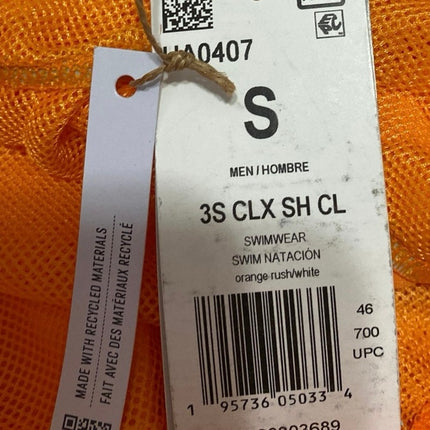 HA0407
S
MEN / HOMBRE
3S CLX SH CL
SWIMWEAR
SWIM NATACIÓN
orange rush/white
46
700
UPC
1 95736 05033 4
MADE WITH RECYCLED MATERIALS
FAIT AVEC DES MATÉRIAUX RECYCLÉ